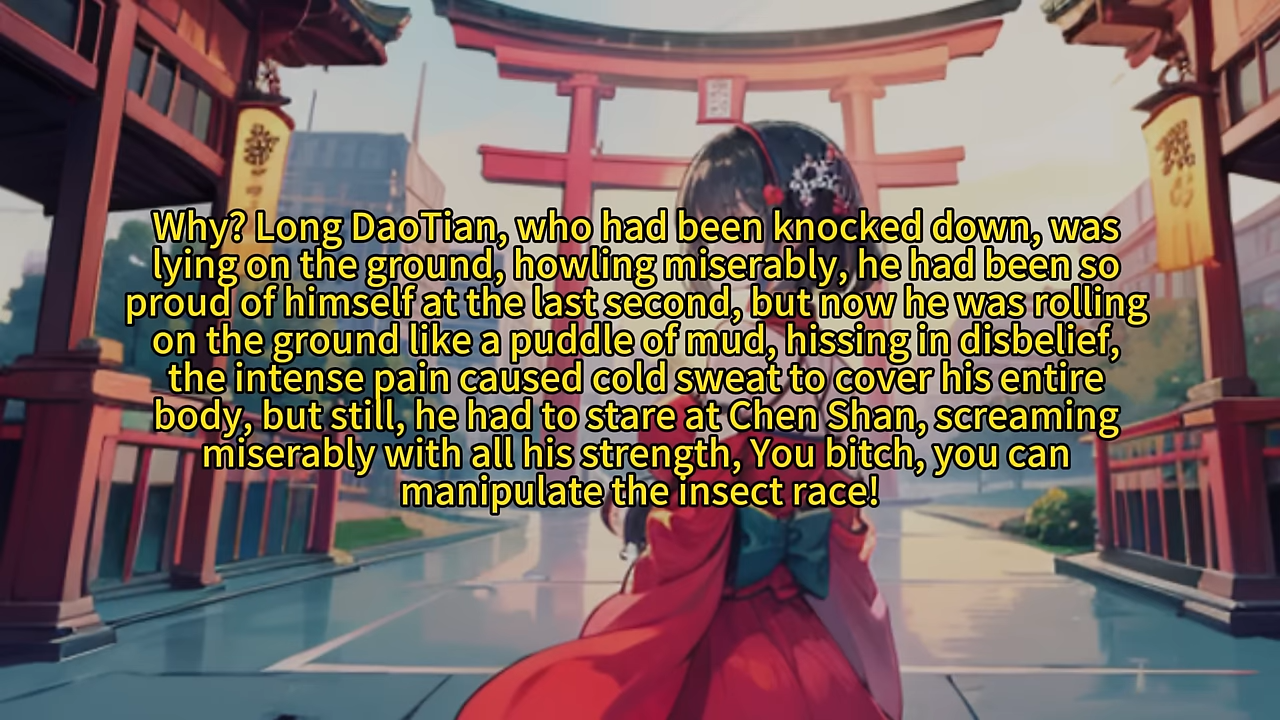 Why? Long DaoTian, who had been knocked down, was
lying on the ground, howling miserably, he had been so
proud of himself at the last second, but now he was rolling
on the ground like a puddle of mud, hissing in disbelief,
the intense pain caused cold sweat to cover his entire
body, but still, he had to stare at Chen Shan, screaming
miserably with all his strength, You bitch, you can
manipulate the insect race!